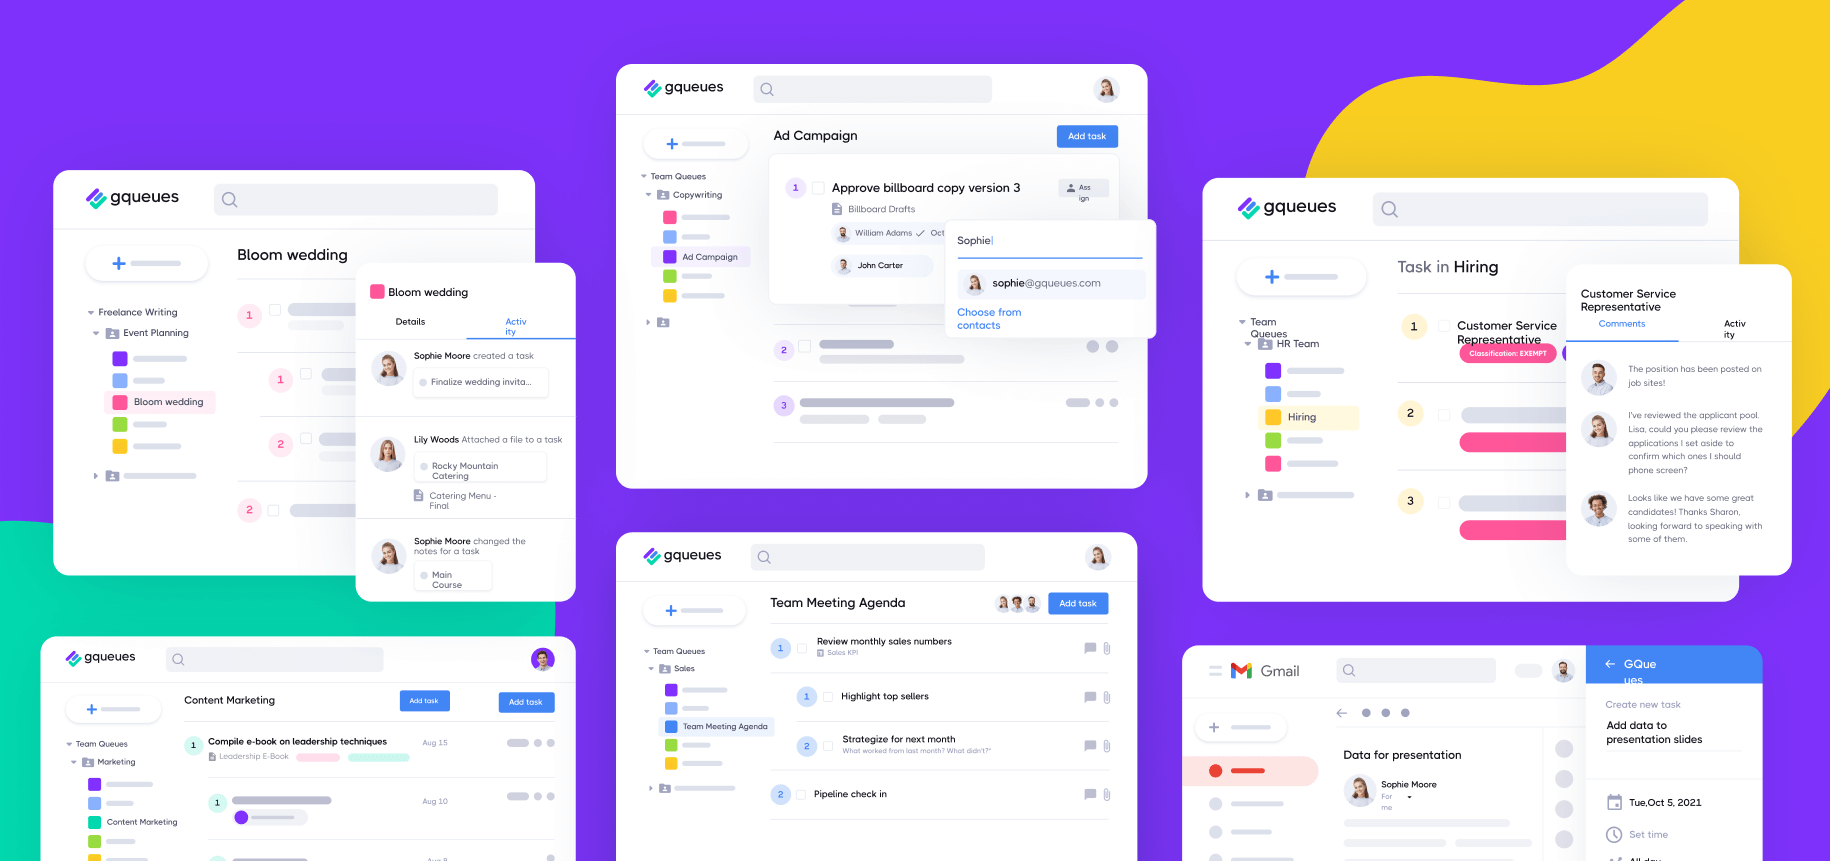 gqueues
Bloom wedding
Freelance Writing
Event Planning
Bloom wedding
1
1
2
2
Bloom wedding
Details
Activ
ity
Sophie Moore created a task
Finalize wedding invita...
Lily Woods Attached a file to a task
Rocky Mountain
Catering
Catering Menu -
Final
Sophie Moore changed the
notes for a task
Main
Course
gqueues
Ad Campaign
Add task
Team Queues
Copywriting
Ad Campaign
1
Approve billboard copy version 3
Ass
ign
Billboard Drafts
William Adams
Oct
John Carter
Sophie
sophie@gqueues.com
Choose from
contacts
2
3
gqueues
Task in Hiring
Team
Queues
HR Team
Hiring
1
Customer Service
Representative
Classification: EXEMPT
2
3
Customer Service
Representative
Comments
Activ
ity
The position has been posted on
job sites!
I've reviewed the applicant pool.
Lisa, could you please review the
applications I set aside to
confirm which ones I should
phone screen?
Looks like we have some great
candidates! Thanks Sharon,
looking forward to speaking with
some of them.
gqueues
Content Marketing
Add task
Add task
Team Queues
Marketing
Content Marketing
1
Compile e-book on leadership techniques
Aug 15
Leadership E-Book
1
Aug 10
Aug 8
gqueues
Team Meeting Agenda
Add task
Team Queues
Sales
Team Meeting Agenda
1
Review monthly sales numbers
Sales KPI
1
Highlight top sellers
2
Strategize for next month
What worked from last month? What didn't?"
2
Pipeline check in
Gmail
Data for presentation
Sophie Moore
For
me
GQue
ues
Create new task
Add data to
presentation slides
Tue,Oct 5, 2021
Set time
All day